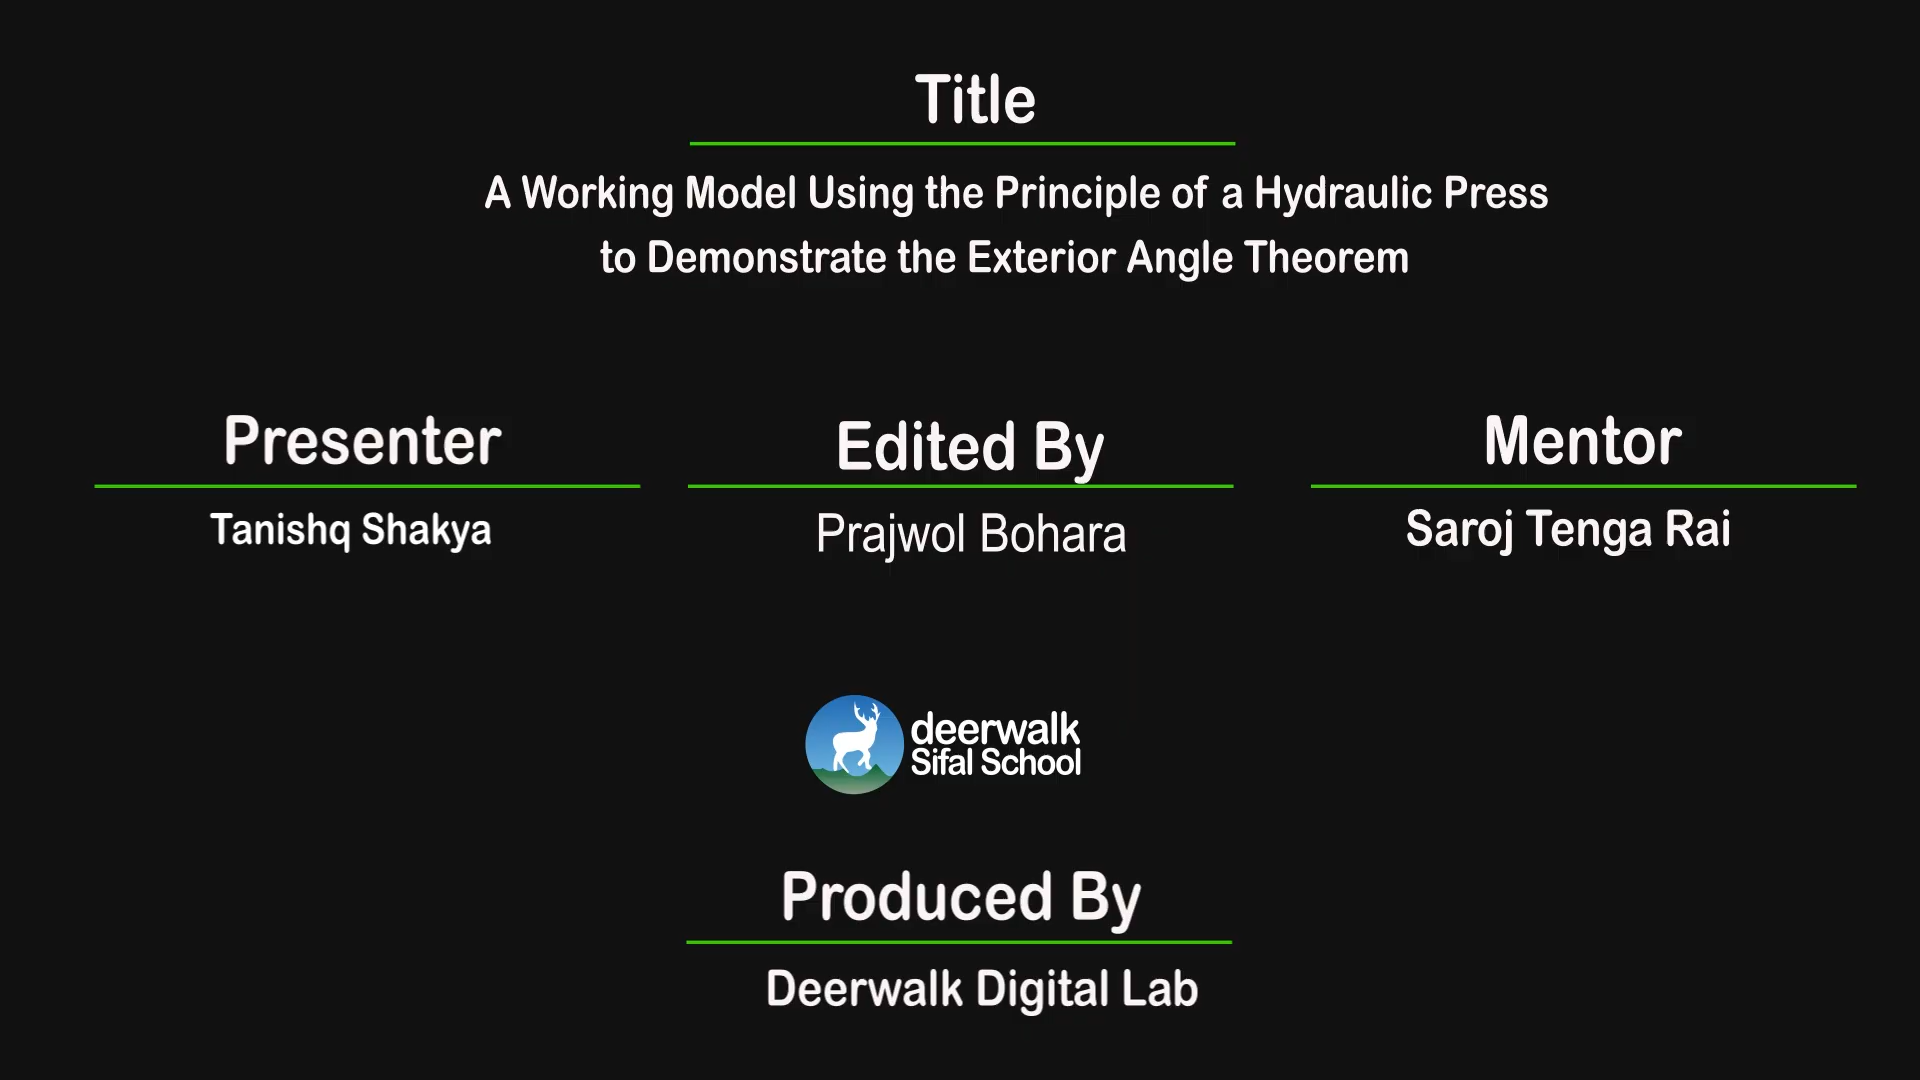 Title
A Working Model Using the Principle of a Hydraulic Press
to Demonstrate the Exterior Angle Theorem
Presenter
Tanishq Shakya
Edited By
Prajwol Bohara
Mentor
Saroj Tenga Rai
deerwalk
Sifal School
Produced By
Deerwalk Digital Lab